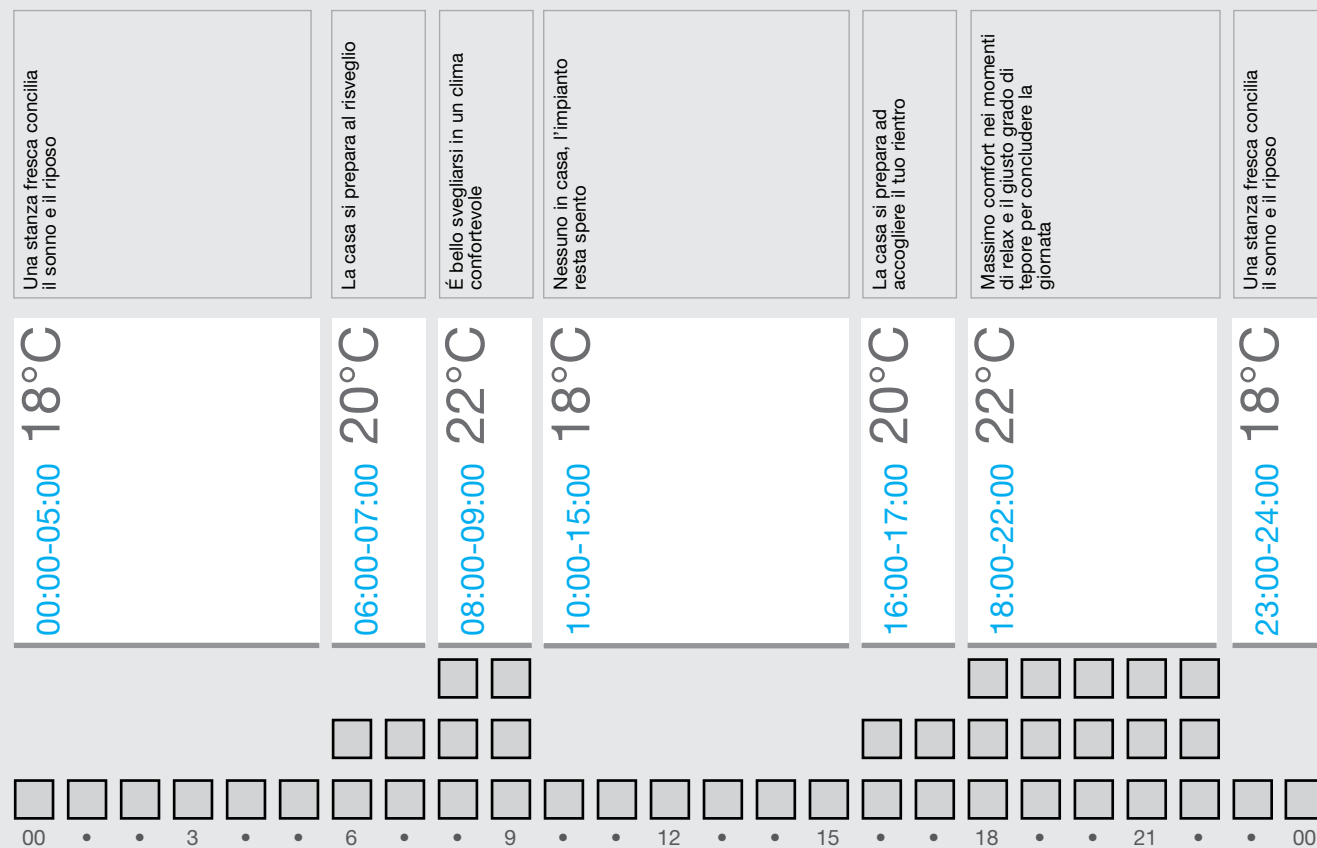 Una stanza fresca concilia
il sonno e il riposo
La casa si prepara al risveglio
É bello svegliarsi in un clima
confortevole
Nessuno in casa, l'impianto
resta spento
La casa si prepara ad
accogliere il tuo rientro
Massimo comfort nei momenti
di relax e il giusto grado di
tepore per concludere la
giornata
Una stanza fresca concilia
il sonno e il riposo
00:00-05:00 18°C
06:00-07:00 20°C
08:00-09:00 22°C
10:00-15:00 18°C
16:00-17:00 20°C
18:00-22:00 22°C
23:00-24:00 18°C
00 • • 3 • • 6 • • 9 • • 12 • • 15 • • 18 • • 21 • • 00